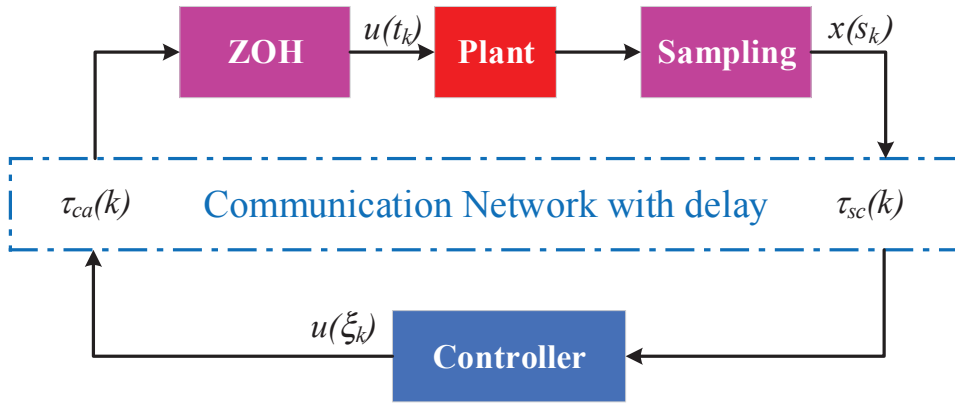 ZOH
u(t_k)
Plant
Sampling
x(s_k)
τ_ca(k)
Communication Network with delay
τ_sc(k)
u(ξ_k)
Controller